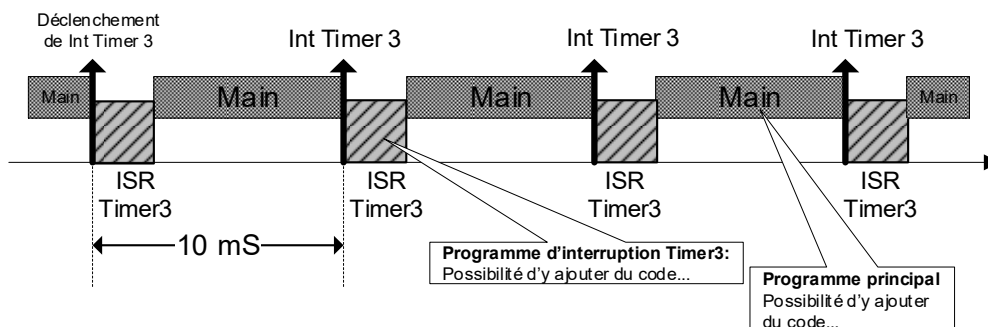 Déclenchement
de Int Timer 3
Int Timer 3
Int Timer 3
Int Timer 3
Main
Main
Main
Main
Main
ISR
Timer3
ISR
Timer3
ISR
Timer3
ISR
Timer3
10 mS
Programme d'interruption Timer3:
Possibilité d'y ajouter du code...
Programme principal
Possibilité d'y ajouter
du code...